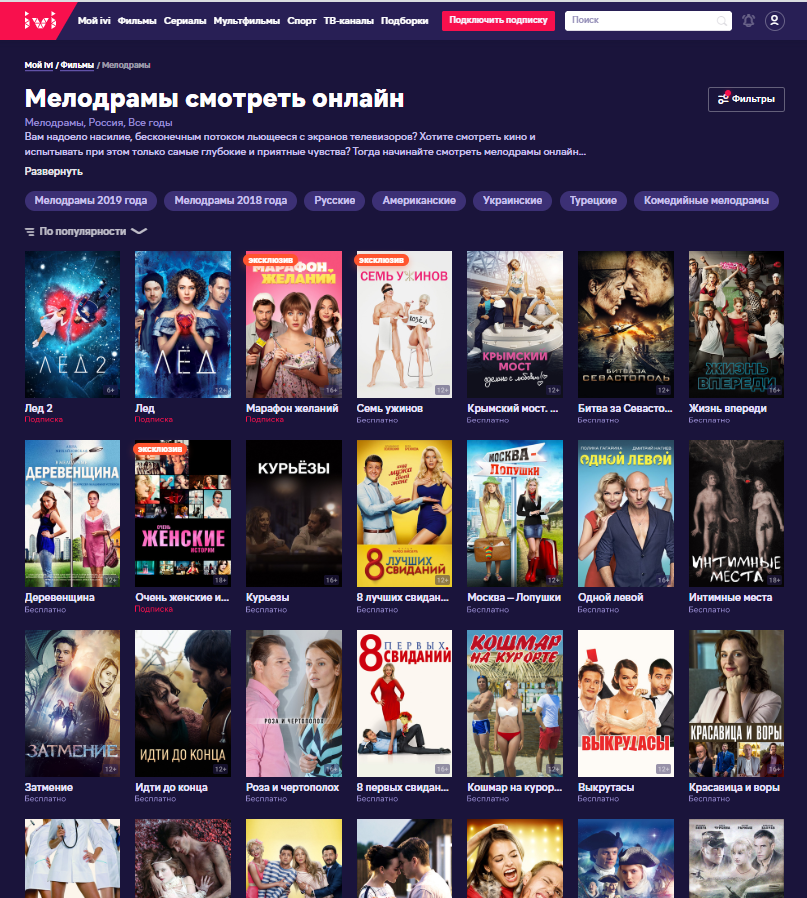 ivi Мой ivi Фильмы Сериалы Мультфильмы Спорт ТВ-каналы Подборки Подключить подписку Поиск
Мой Ivi / Фильмы / Мелодрамы
Мелодрамы смотреть онлайн
Фильтры
Мелодрамы, Россия, Все годы
Вам надоело насилие, бесконечным потоком льющееся с экранов телевизоров? Хотите смотреть кино и
испытывать при этом только самые глубокие и приятные чувства? Тогда начинайте смотреть мелодрамы онлайн...
Развернуть
Мелодрамы 2019 года Мелодрамы 2018 года Русские Американские Украинские Турецкие Комедийные мелодрамы
По популярности
ЭКСКЛЮЗИВ ЭКСКЛЮЗИВ
МАРАФОН
ЖЕЛАНИЙ
СЕМЬ УЖИНОВ
ЛЁД 2
ЛЁД
КРЫМСКИЙ
МОСТ
сделано с любовью!
БИТВА ЗА
СЕВАСТОПОЛЬ
ЖИЗНЬ
ВПЕРЕДИ
6+ 12+ 16+ 12+ 12+ 12+ 16+
Лед 2 Лед Марафон желаний Семь ужинов Крымский мост. ... Битва за Севасто... Жизнь впереди
Подписка Подписка Подписка Бесплатно Бесплатно Бесплатно Бесплатно
ЭКСКЛЮЗИВ
ДЕРЕВЕНЩИНА
ОЧЕНЬ
ЖЕНСКИЕ
ИСТОРИИ
КУРЬЁЗЫ
8 ЛУЧШИХ
СВИДАНИЙ
МОСКВА-
Лопушки
ПОЛИНА ГАГАРИНА ДМИТРИЙ НАГИЕВ
ОДНОЙ ЛЕВОЙ
ИНТИМНЫЕ
МЕСТА
12+ 18+ 16+ 12+ 12+ 16+ 18+
Деревенщина Очень женские и... Курьезы 8 лучших свидан... Москва – Лопушки Одной левой Интимные места
Бесплатно Подписка Бесплатно Бесплатно Бесплатно Бесплатно Бесплатно
ЗАТМЕНИЕ
ИДТИ ДО КОНЦА
РОЗА И ЧЕРТОПОЛОХ
8 ПЕРВЫХ
СВИДАНИЙ
КОШМАР
НА КУРОРТЕ
ВЫКРУТАСЫ
КРАСАВИЦА И ВОРЫ
12+ 12+ 16+ 16+ 12+ 12+ 16+
Затмение Идти до конца Роза и чертополох 8 первых свидан... Кошмар на курор... Выкрутасы Красавица и воры
Бесплатно Бесплатно Бесплатно Бесплатно Бесплатно Бесплатно Бесплатно